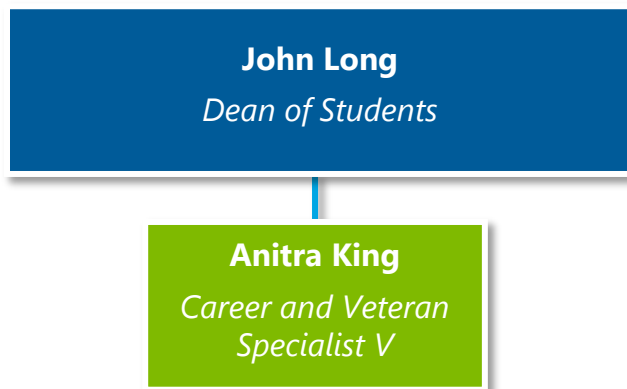 John Long
Dean of Students
Anitra King
Career and Veteran
Specialist V